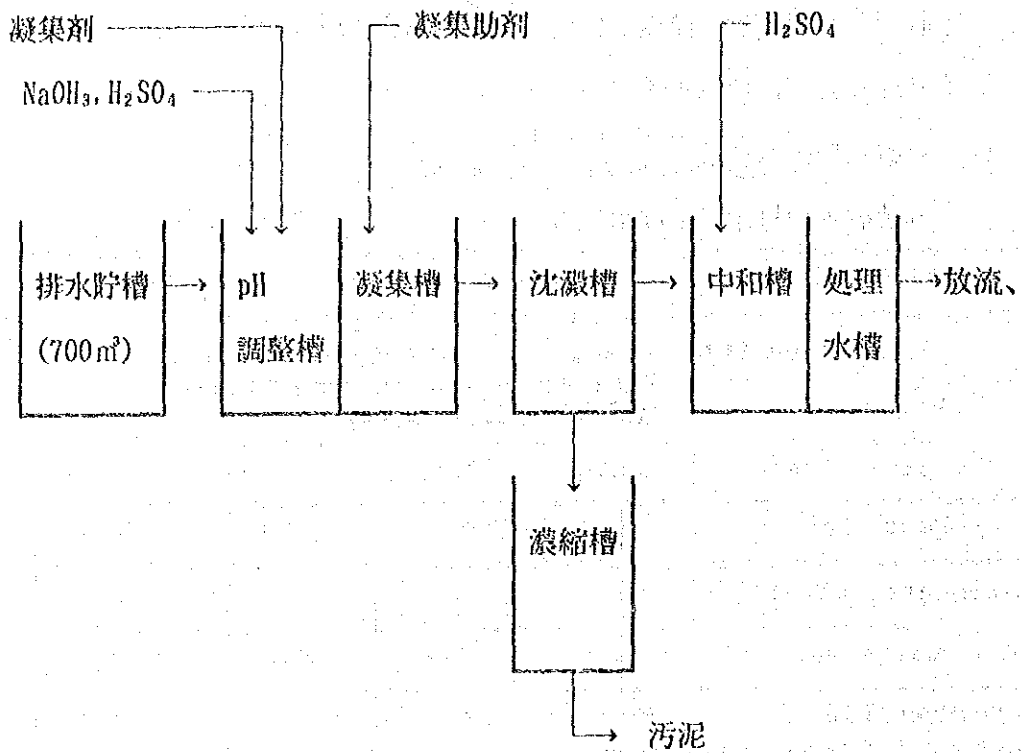 凝集剤
凝集助剤
H₂SO₄
NaOH₃, H₂SO₄
排水貯槽
(700㎥)
pH
調整槽
凝集槽
沈澱槽
中和槽
処理
水槽
放流、
濃縮槽
汚泥